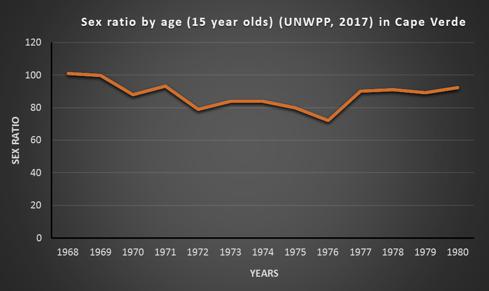 Sex ratio by age (15 year olds) (UNWPP, 2017) in Cape Verde
120
100
80
60
40
20
0
SEX RATIO
1968 1969 1970 1971 1972 1973 1974 1975 1976 1977 1978 1979 1980
YEARS